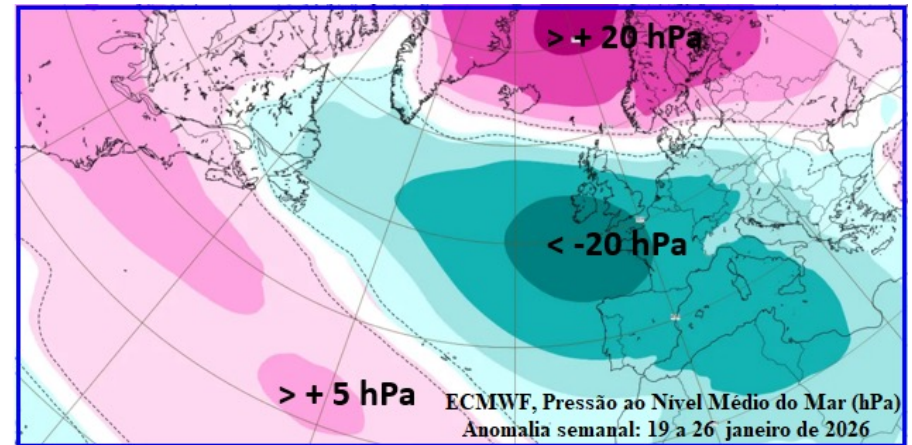 > + 20 hPa
< -20 hPa
> + 5 hPa
ECMWF, Pressão ao Nível Médio do Mar (hPa)
Anomalia semanal: 19 a 26 janeiro de 2026